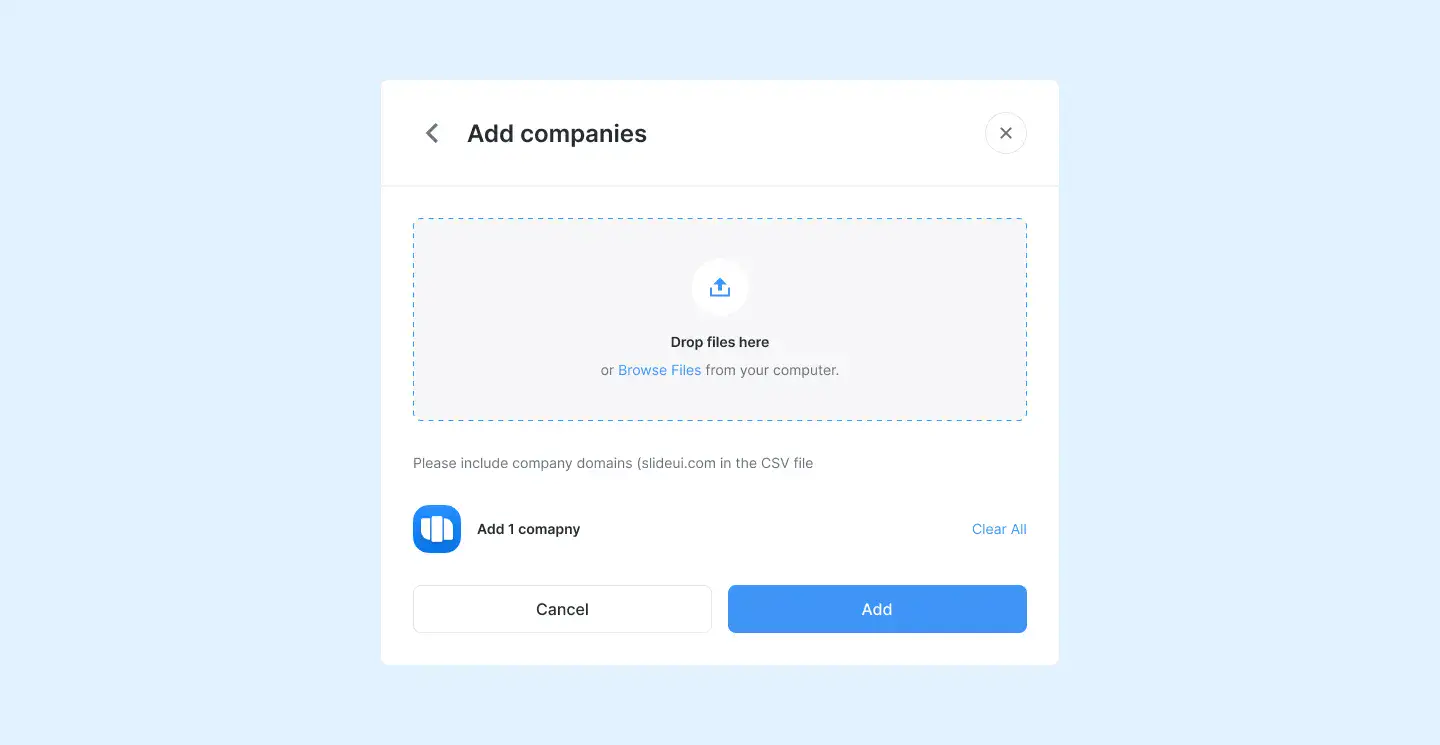 Add companies
Drop files here
or Browse Files from your computer.
Please include company domains (slideui.com in the CSV file
Add 1 comapny
Clear All
Cancel
Add